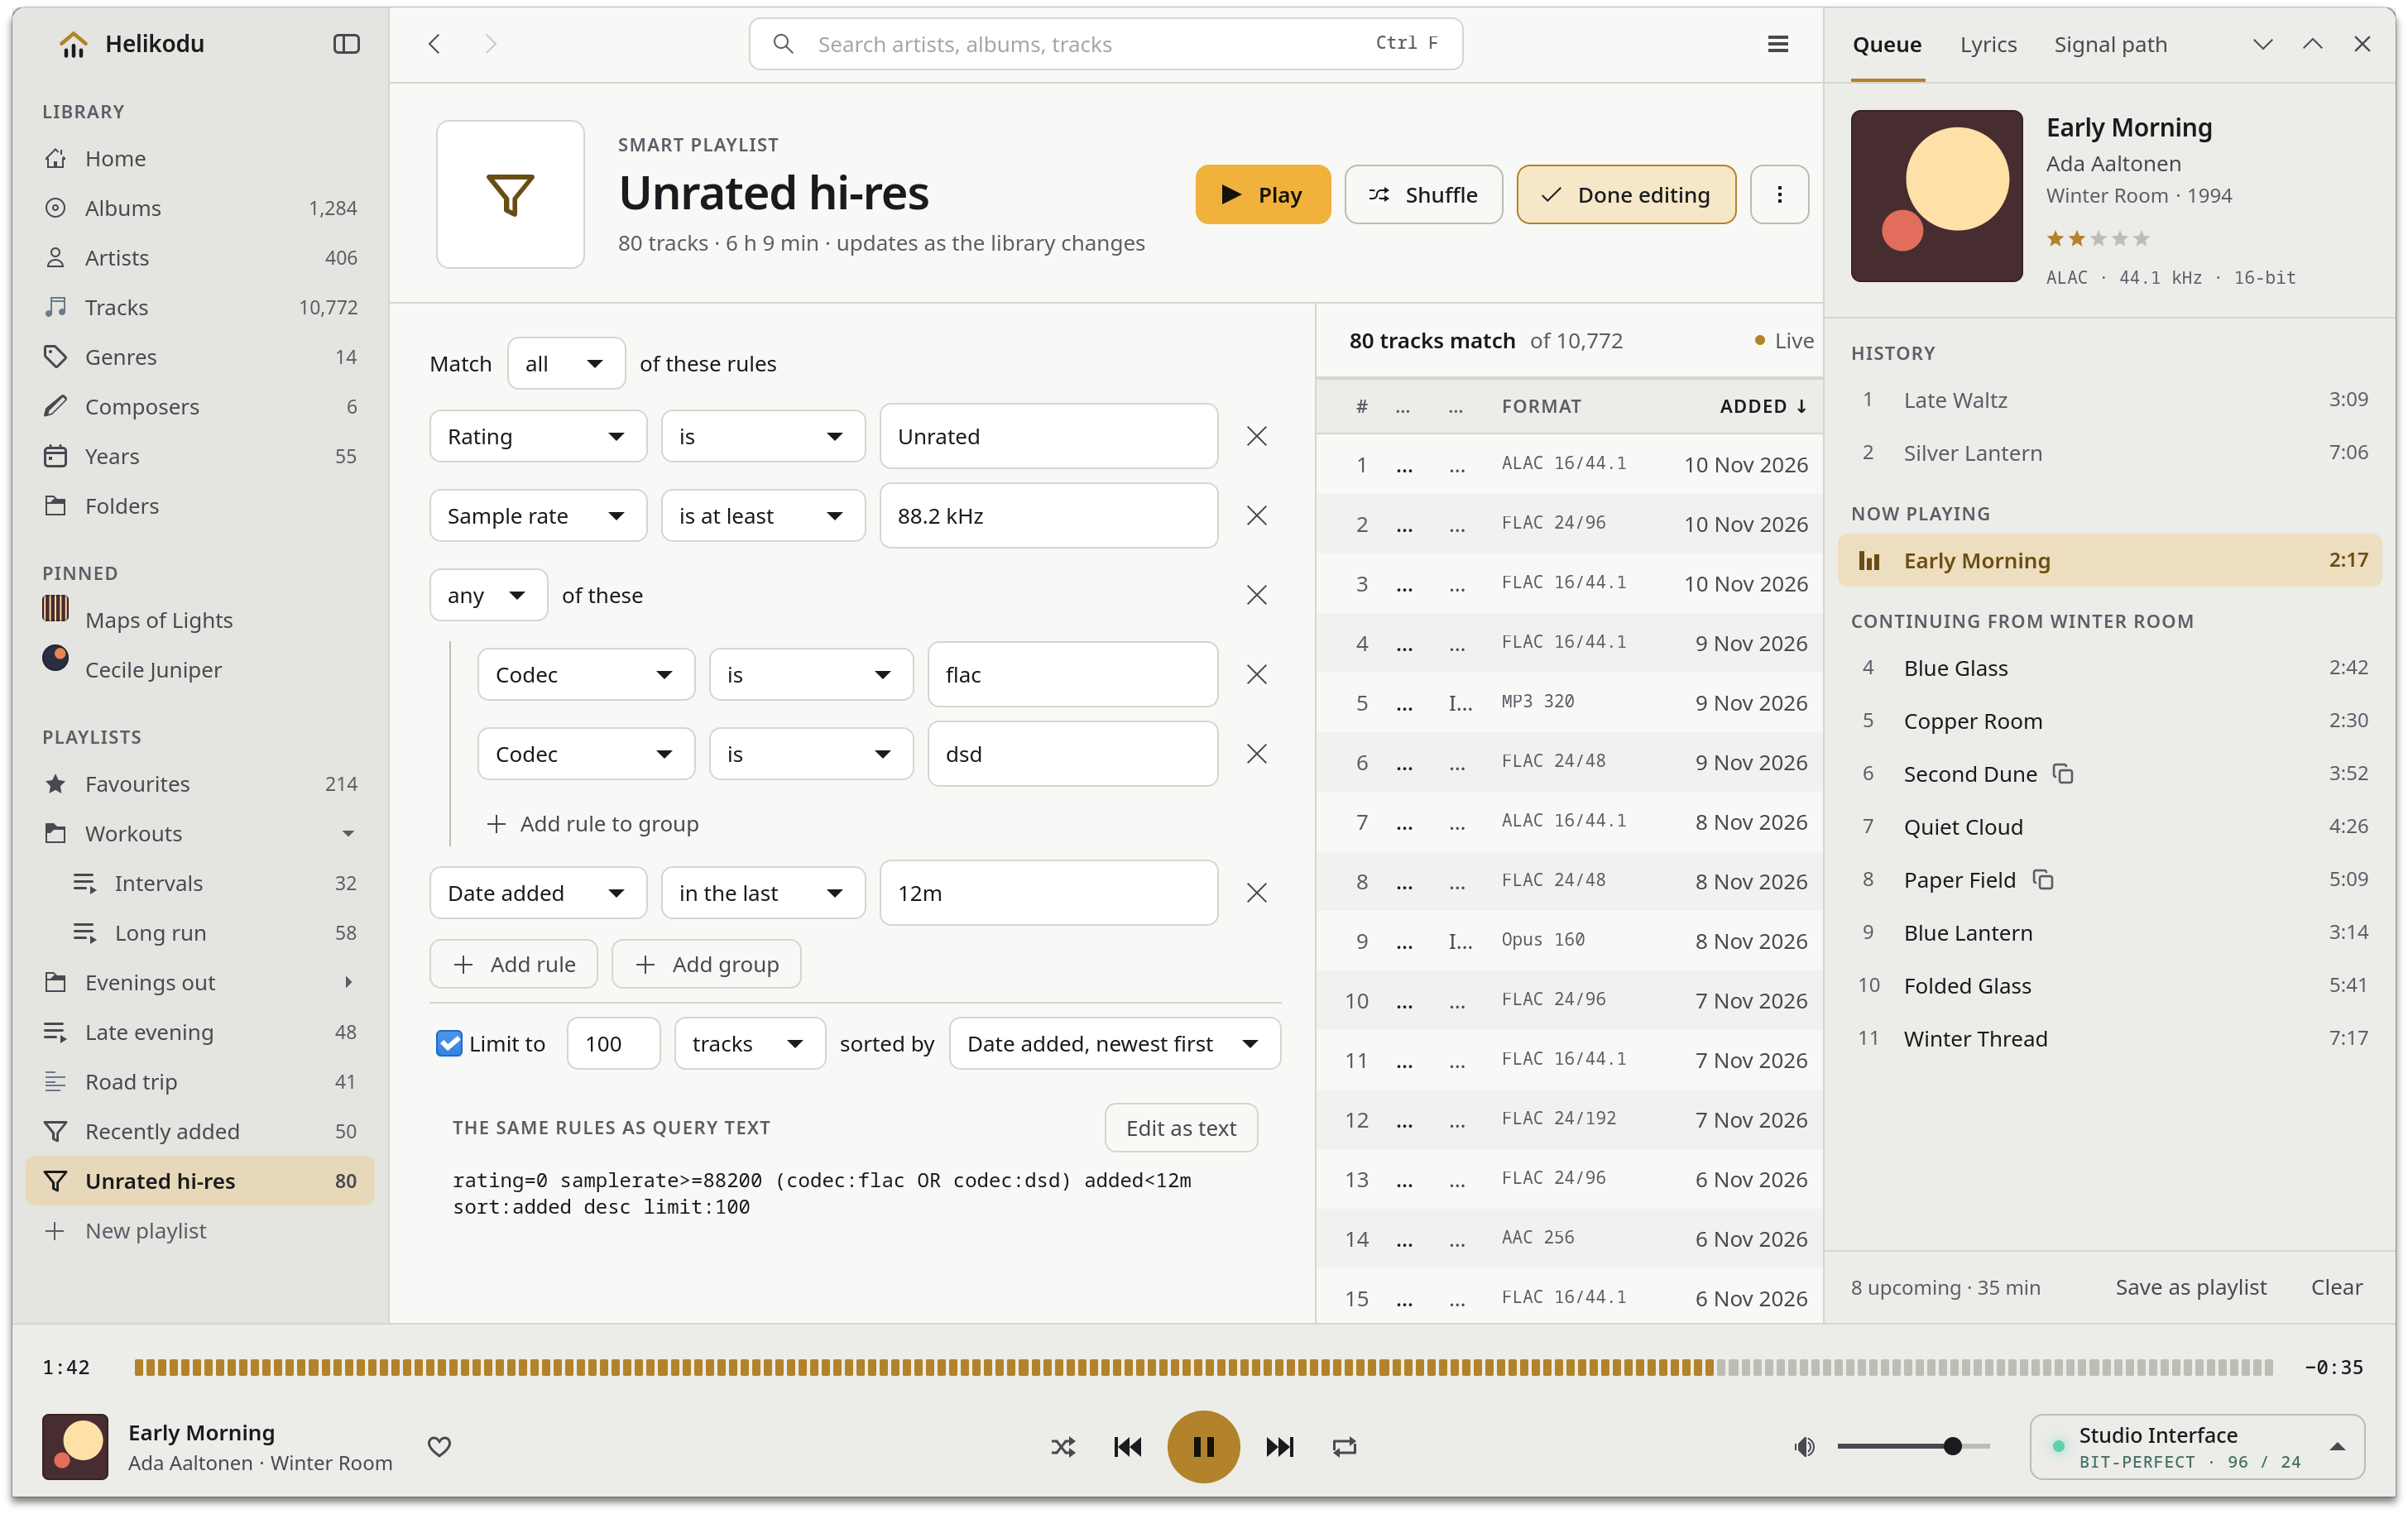 Helikodu
LIBRARY
Home
Albums 1,284
Artists 406
Tracks 10,772
Genres 14
Composers 6
Years 55
Folders
PINNED
Maps of Lights
Cecile Juniper
PLAYLISTS
Favourites 214
Workouts
Intervals 32
Long run 58
Evenings out
Late evening 48
Road trip 41
Recently added 50
Unrated hi-res 80
New playlist
Search artists, albums, tracks Ctrl F
SMART PLAYLIST
Unrated hi-res
80 tracks · 6 h 9 min · updates as the library changes
Play Shuffle Done editing
Match all of these rules
Rating is Unrated
Sample rate is at least 88.2 kHz
any of these
Codec is flac
Codec is dsd
Add rule to group
Date added in the last 12m
Add rule Add group
Limit to 100 tracks sorted by Date added, newest first
THE SAME RULES AS QUERY TEXT Edit as text
rating=0 samplerate>=88200 (codec:flac OR codec:dsd) added<12m
sort:added desc limit:100
80 tracks match of 10,772 Live
# ... ... FORMAT ADDED ↓
1 ... ... ALAC 16/44.1 10 Nov 2026
2 ... ... FLAC 24/96 10 Nov 2026
3 ... ... FLAC 16/44.1 10 Nov 2026
4 ... ... FLAC 16/44.1 9 Nov 2026
5 ... I... MP3 320 9 Nov 2026
6 ... ... FLAC 24/48 9 Nov 2026
7 ... ... ALAC 16/44.1 8 Nov 2026
8 ... ... FLAC 24/48 8 Nov 2026
9 ... I... Opus 160 8 Nov 2026
10 ... ... FLAC 24/96 7 Nov 2026
11 ... ... FLAC 16/44.1 7 Nov 2026
12 ... ... FLAC 24/192 7 Nov 2026
13 ... ... FLAC 24/96 6 Nov 2026
14 ... ... AAC 256 6 Nov 2026
15 ... ... FLAC 16/44.1 6 Nov 2026
Queue Lyrics Signal path
Early Morning
Ada Aaltonen
Winter Room · 1994
ALAC · 44.1 kHz · 16-bit
HISTORY
1 Late Waltz 3:09
2 Silver Lantern 7:06
NOW PLAYING
Early Morning 2:17
CONTINUING FROM WINTER ROOM
4 Blue Glass 2:42
5 Copper Room 2:30
6 Second Dune 3:52
7 Quiet Cloud 4:26
8 Paper Field 5:09
9 Blue Lantern 3:14
10 Folded Glass 5:41
11 Winter Thread 7:17
8 upcoming · 35 min Save as playlist Clear
1:42 −0:35
Early Morning
Ada Aaltonen · Winter Room
Studio Interface
BIT-PERFECT · 96 / 24